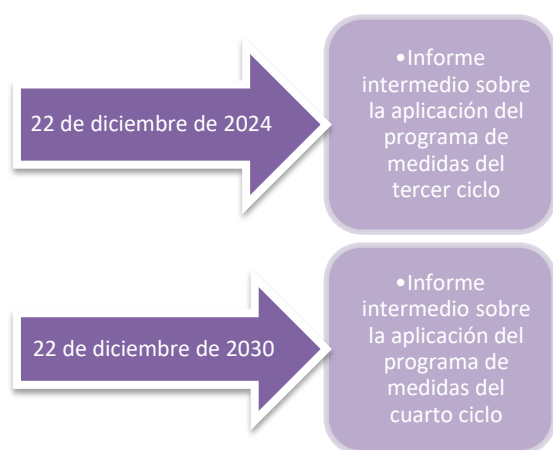 22 de diciembre de 2024
•Informe
intermedio sobre
la aplicación del
programa de
medidas del
tercer ciclo
22 de diciembre de 2030
•Informe
intermedio sobre
la aplicación del
programa de
medidas del
cuarto ciclo